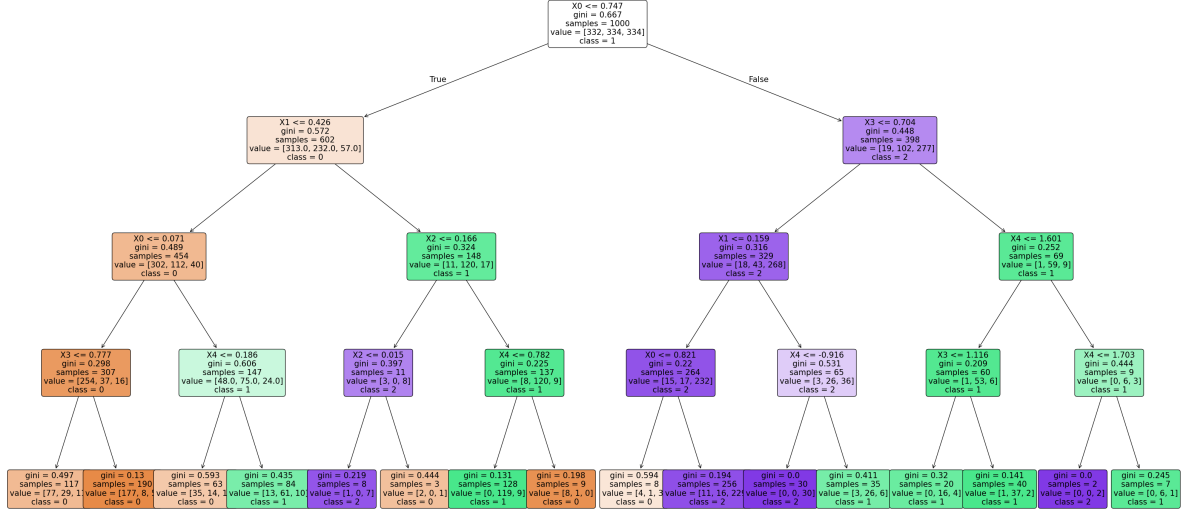 X0 <= 0.747
gini = 0.667
samples = 1000
value = [332, 334, 334]
class = 1
True
False
X1 <= 0.426
gini = 0.572
samples = 602
value = [313.0, 232.0, 57.0]
class = 0
X3 <= 0.704
gini = 0.448
samples = 398
value = [19, 102, 277]
class = 2
X0 <= 0.071
gini = 0.489
samples = 454
value = [302, 112, 40]
class = 0
X2 <= 0.166
gini = 0.324
samples = 148
value = [11, 120, 17]
class = 1
X1 <= 0.159
gini = 0.316
samples = 329
value = [18, 43, 268]
class = 2
X4 <= 1.601
gini = 0.252
samples = 69
value = [1, 59, 9]
class = 1
X3 <= 0.777
gini = 0.298
samples = 307
value = [254, 37, 16]
class = 0
X4 <= 0.186
gini = 0.606
samples = 147
value = [48.0, 75.0, 24.0]
class = 1
X2 <= 0.015
gini = 0.397
samples = 11
value = [3, 0, 8]
class = 2
X4 <= 0.782
gini = 0.225
samples = 137
value = [8, 120, 9]
class = 1
X0 <= 0.821
gini = 0.22
samples = 264
value = [15, 17, 232]
class = 2
X4 <= -0.916
gini = 0.531
samples = 65
value = [3, 26, 36]
class = 2
X3 <= 1.116
gini = 0.209
samples = 60
value = [1, 53, 6]
class = 1
X4 <= 1.703
gini = 0.444
samples = 9
value = [0, 6, 3]
class = 1
gini = 0.497
samples = 117
value = [77, 29,
class = 0
gini = 0.13
samples = 190
value = [177, 8,
class = 0
gini = 0.593
samples = 63
value = [35, 14,
class = 0
gini = 0.435
samples = 84
value = [13, 61, 10]
class = 1
gini = 0.219
samples = 8
value = [1, 0, 7]
class = 2
gini = 0.444
samples = 3
value = [2, 0, 1]
class = 0
gini = 0.131
samples = 128
value = [0, 119, 9]
class = 1
gini = 0.198
samples = 9
value = [8, 1, 0]
class = 0
gini = 0.594
samples = 8
value = [4, 1, 3
class = 0
gini = 0.194
samples = 256
value = [11, 16,
class = 2
gini = 0.0
samples = 30
value = [0, 0, 30]
class = 2
gini = 0.411
samples = 35
value = [3, 26, 6]
class = 1
gini = 0.32
samples = 20
value = [0, 16, 4]
class = 1
gini = 0.141
samples = 40
value = [1, 37, 2]
class = 1
gini = 0.0
samples = 2
value = [0, 0, 2]
class = 2
gini = 0.245
samples = 7
value = [0, 6, 1]
class = 1